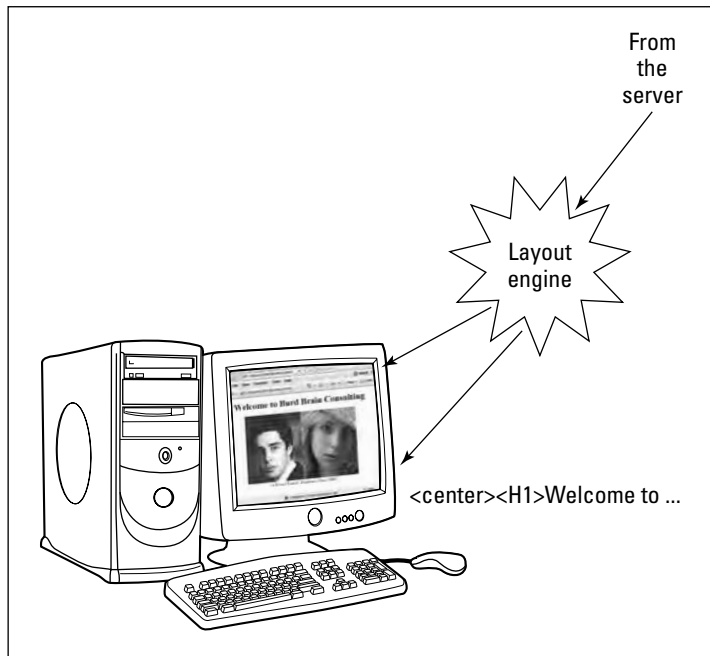 From
the
server
Layout
engine
Welcome to Burd Brain Consulting
<center><H1>Welcome to ...